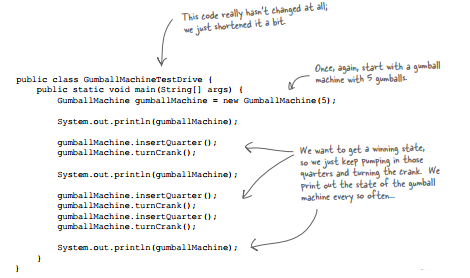 This code really hasn't changed at all;
we just shortened it a bit.
Once, again, start with a gumball
machine with 5 gumballs.
public class GumballMachineTestDrive {
public static void main(String[] args) {
GumballMachine gumballMachine = new GumballMachine(5);
System.out.println(gumballMachine);
gumballMachine.insertQuarter();
gumballMachine.turnCrank();
System.out.println(gumballMachine);
We want to get a winning state,
so we just keep pumping in those
quarters and turning the crank. We
print out the state of the gumball
machine every so often...
gumballMachine.insertQuarter();
gumballMachine.turnCrank();
gumballMachine.insertQuarter();
gumballMachine.turnCrank();
System.out.println(gumballMachine);
}
}